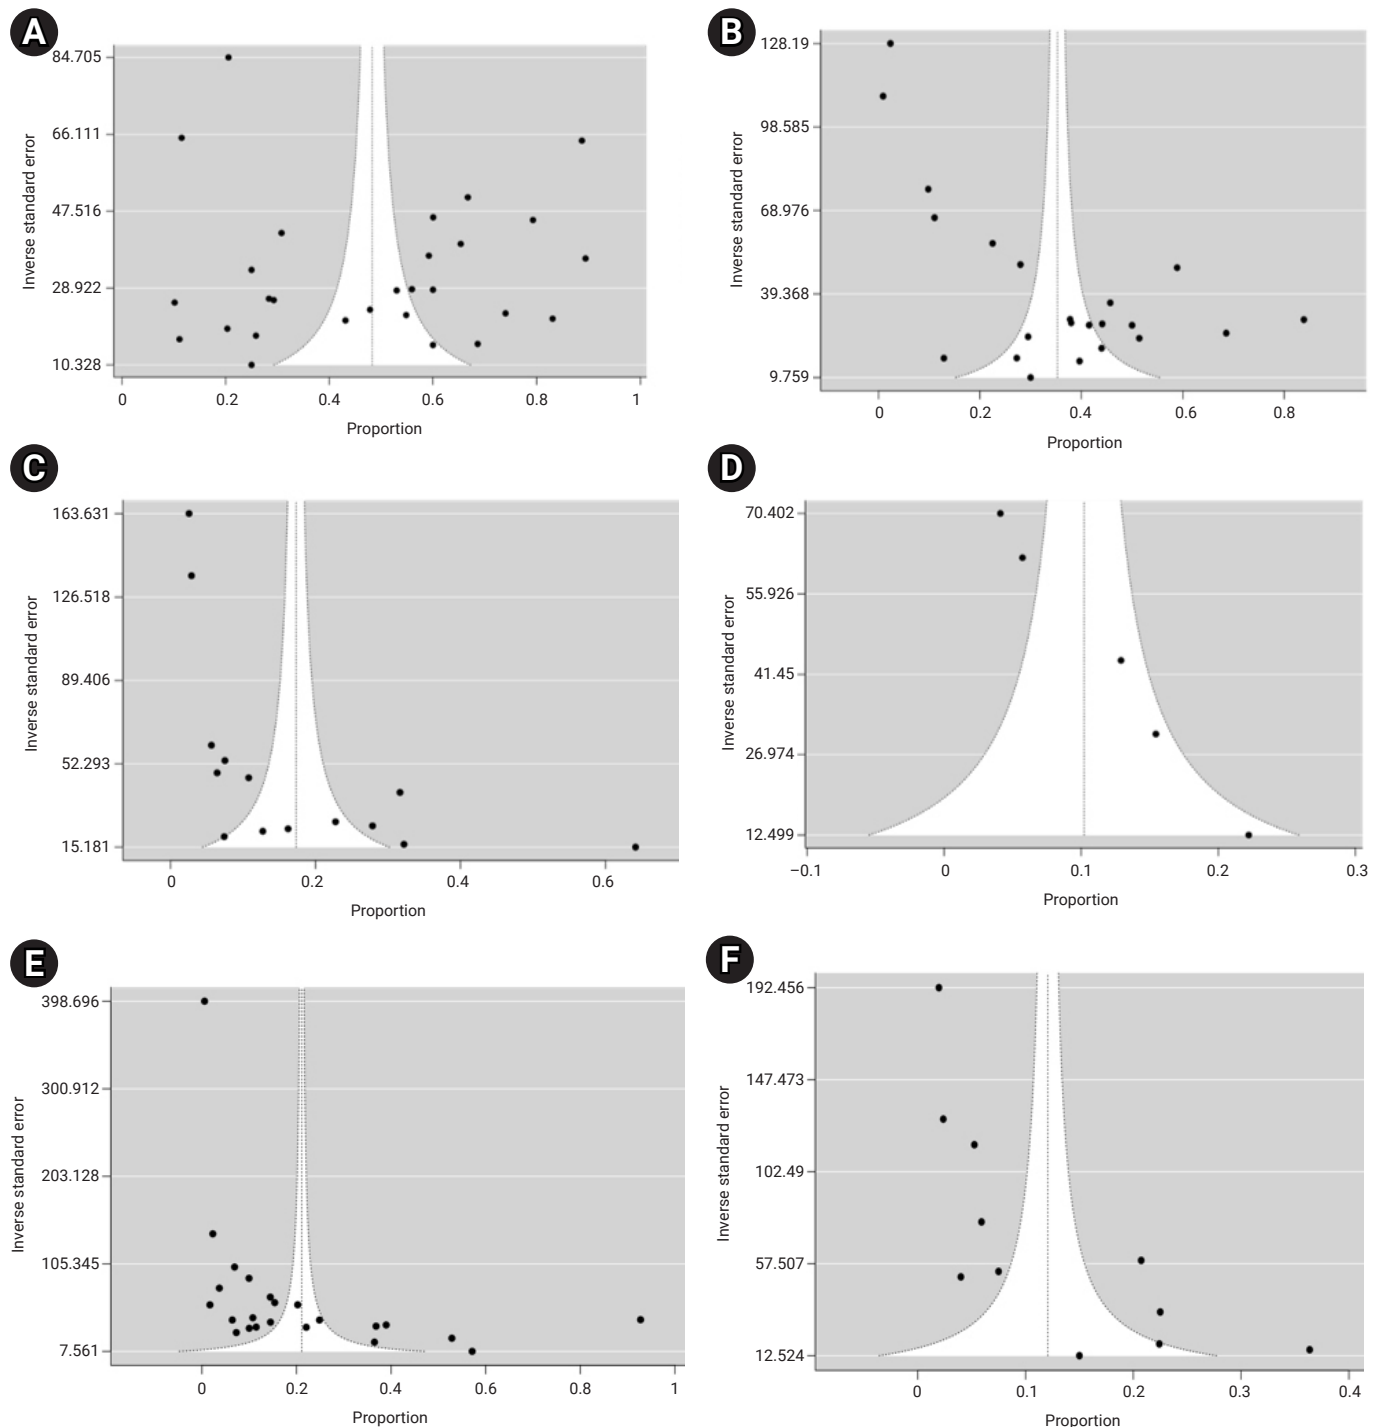 A
Inverse standard error
84.705
66.111
47.516
28.922
10.328
0 0.2 0.4 0.6 0.8 1
Proportion
B
Inverse standard error
128.19
98.585
68.976
39.368
9.759
0 0.2 0.4 0.6 0.8
Proportion
C
Inverse standard error
163.631
126.518
89.406
52.293
15.181
0 0.2 0.4 0.6
Proportion
D
Inverse standard error
70.402
55.926
41.45
26.974
12.499
−0.1 0 0.1 0.2 0.3
Proportion
E
Inverse standard error
398.696
300.912
203.128
105.345
7.561
0 0.2 0.4 0.6 0.8 1
Proportion
F
Inverse standard error
192.456
147.473
102.49
57.507
12.524
0 0.1 0.2 0.3 0.4
Proportion